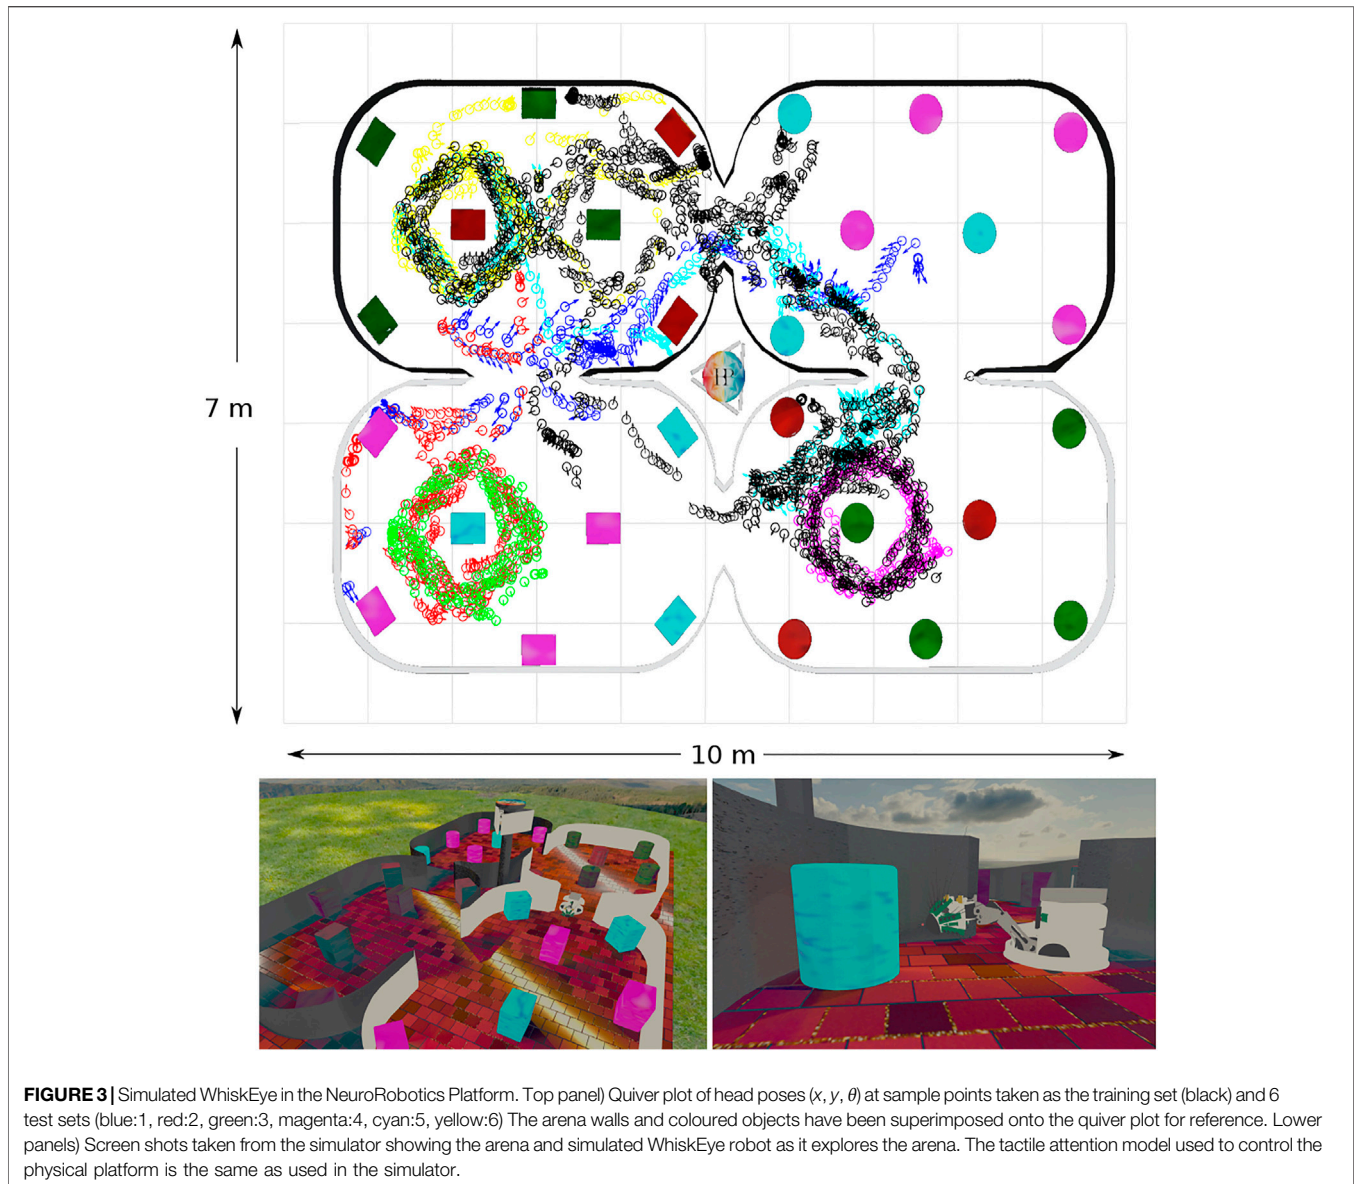 7 m
10 m
FIGURE 3 | Simulated WhiskEye in the NeuroRobotics Platform. Top panel) Quiver plot of head poses (x, y, θ) at sample points taken as the training set (black) and 6
test sets (blue:1, red:2, green:3, magenta:4, cyan:5, yellow:6) The arena walls and coloured objects have been superimposed onto the quiver plot for reference. Lower
panels) Screen shots taken from the simulator showing the arena and simulated WhiskEye robot as it explores the arena. The tactile attention model used to control the
physical platform is the same as used in the simulator.